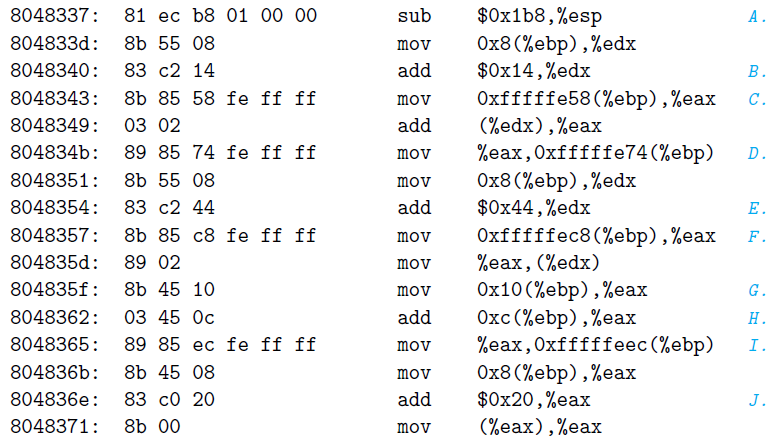 8048337: 81 ec b8 01 00 00 sub $0x1b8,%esp A.
804833d: 8b 55 08 mov 0x8(%ebp),%edx
8048340: 83 c2 14 add $0x14,%edx B.
8048343: 8b 85 58 fe ff ff mov 0xfffffe58(%ebp),%eax C.
8048349: 03 02 add (%edx),%eax
804834b: 89 85 74 fe ff ff mov %eax,0xfffffe74(%ebp) D.
8048351: 8b 55 08 mov 0x8(%ebp),%edx
8048354: 83 c2 44 add $0x44,%edx E.
8048357: 8b 85 c8 fe ff ff mov 0xfffffec8(%ebp),%eax F.
804835d: 89 02 mov %eax,(%edx)
804835f: 8b 45 10 mov 0x10(%ebp),%eax G.
8048362: 03 45 0c add 0xc(%ebp),%eax H.
8048365: 89 85 ec fe ff ff mov %eax,0xfffffeec(%ebp) I.
804836b: 8b 45 08 mov 0x8(%ebp),%eax
804836e: 83 c0 20 add $0x20,%eax J.
8048371: 8b 00 mov (%eax),%eax